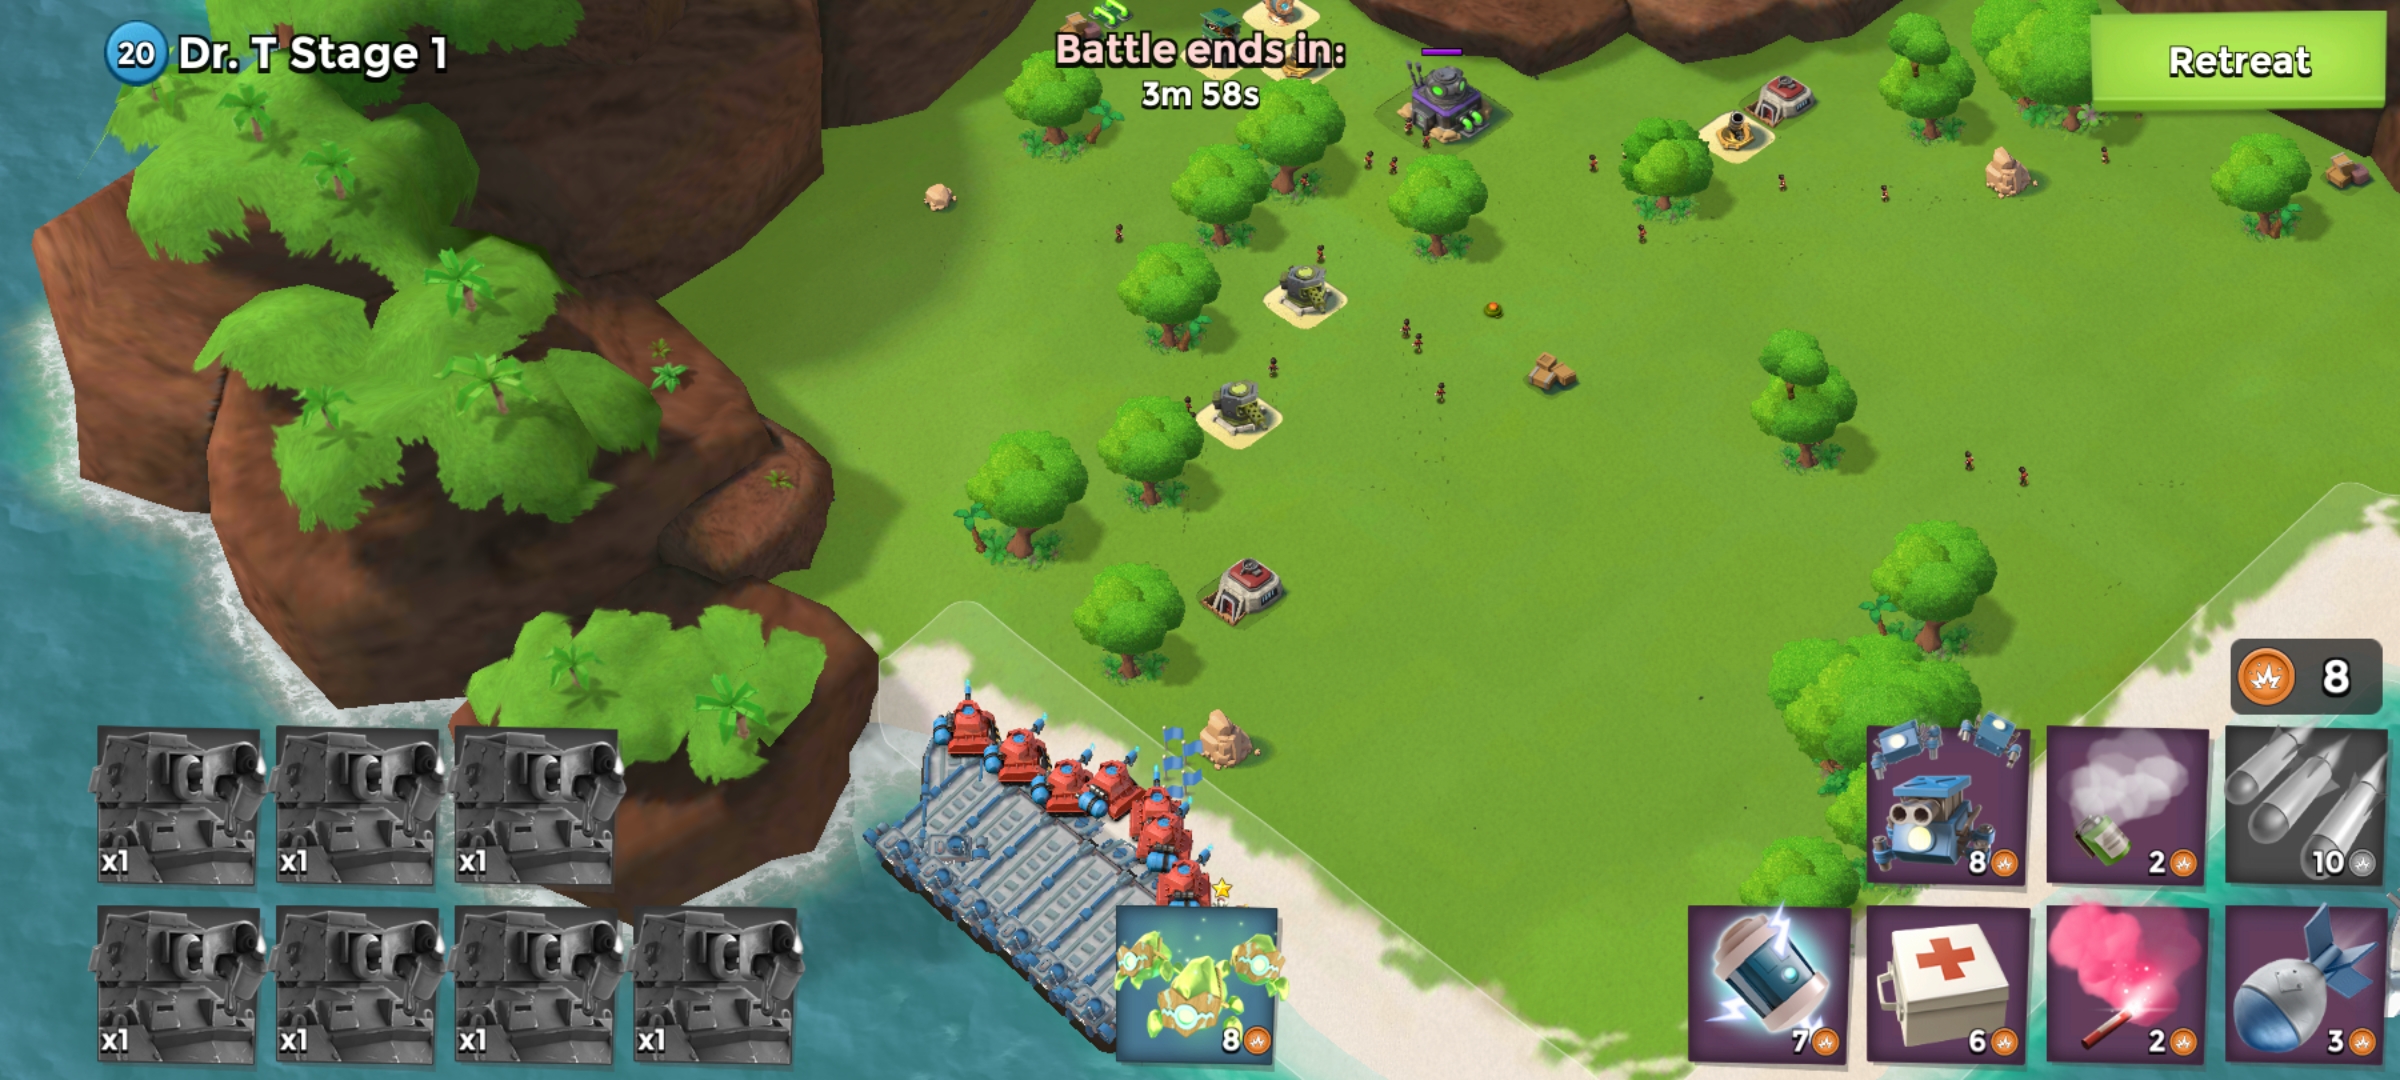 20 Dr. T Stage 1
Battle ends in:
3m 58s
Retreat
8
x1 x1 x1
8 2 10
x1 x1 x1 x1
8
7 6 2 3